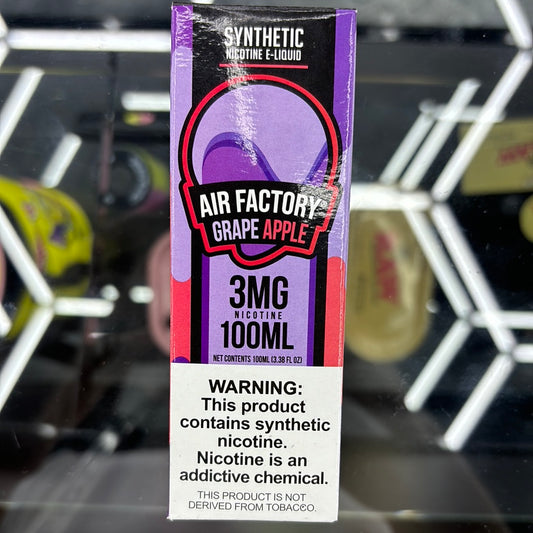 SYNTHETIC
NICOTINE E-LIQUID
AIR FACTORY
GRAPE APPLE
3MG
NICOTINE
100ML
NET CONTENTS 100ML (3.38 FL OZ)
WARNING:
This product
contains synthetic
nicotine.
Nicotine is an
addictive chemical.
THIS PRODUCT IS NOT
DERIVED FROM TOBACCO.